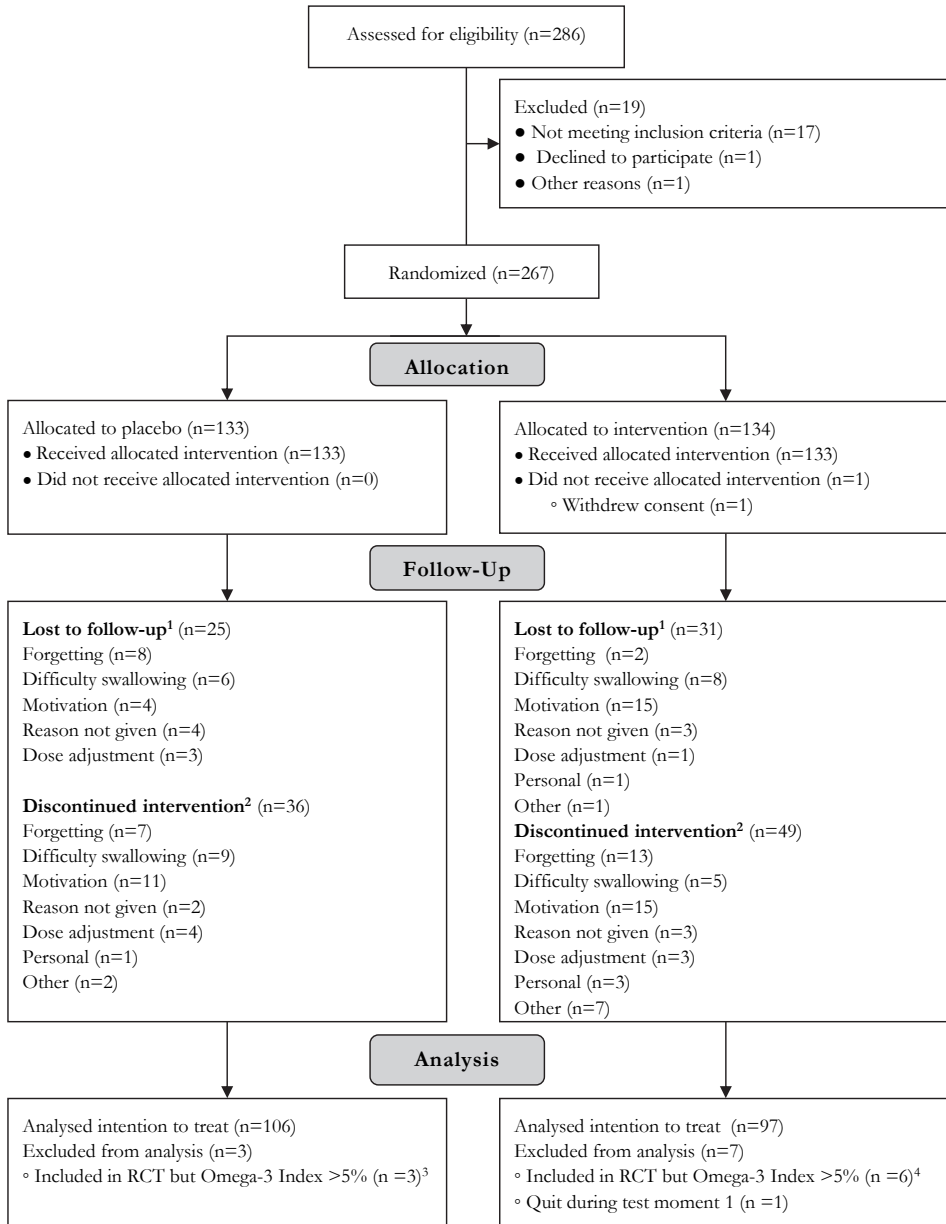 Assessed for eligibility (n=286)
Excluded (n=19)
● Not meeting inclusion criteria (n=17)
● Declined to participate (n=1)
● Other reasons (n=1)
Randomized (n=267)
Allocation
Allocated to placebo (n=133)
• Received allocated intervention (n=133)
• Did not receive allocated intervention (n=0)
Allocated to intervention (n=134)
• Received allocated intervention (n=133)
• Did not receive allocated intervention (n=1)
◦ Withdrew consent (n=1)
Follow-Up
Lost to follow-up¹ (n=25)
Forgetting (n=8)
Difficulty swallowing (n=6)
Motivation (n=4)
Reason not given (n=4)
Dose adjustment (n=3)
Discontinued intervention² (n=36)
Forgetting (n=7)
Difficulty swallowing (n=9)
Motivation (n=11)
Reason not given (n=2)
Dose adjustment (n=4)
Personal (n=1)
Other (n=2)
Lost to follow-up¹ (n=31)
Forgetting (n=2)
Difficulty swallowing (n=8)
Motivation (n=15)
Reason not given (n=3)
Dose adjustment (n=1)
Personal (n=1)
Other (n=1)
Discontinued intervention² (n=49)
Forgetting (n=13)
Difficulty swallowing (n=5)
Motivation (n=15)
Reason not given (n=3)
Dose adjustment (n=3)
Personal (n=3)
Other (n=7)
Analysis
Analysed intention to treat (n=106)
Excluded from analysis (n=3)
◦ Included in RCT but Omega-3 Index >5% (n =3)³
Analysed intention to treat (n=97)
Excluded from analysis (n=7)
◦ Included in RCT but Omega-3 Index >5% (n =6)⁴
◦ Quit during test moment 1 (n =1)